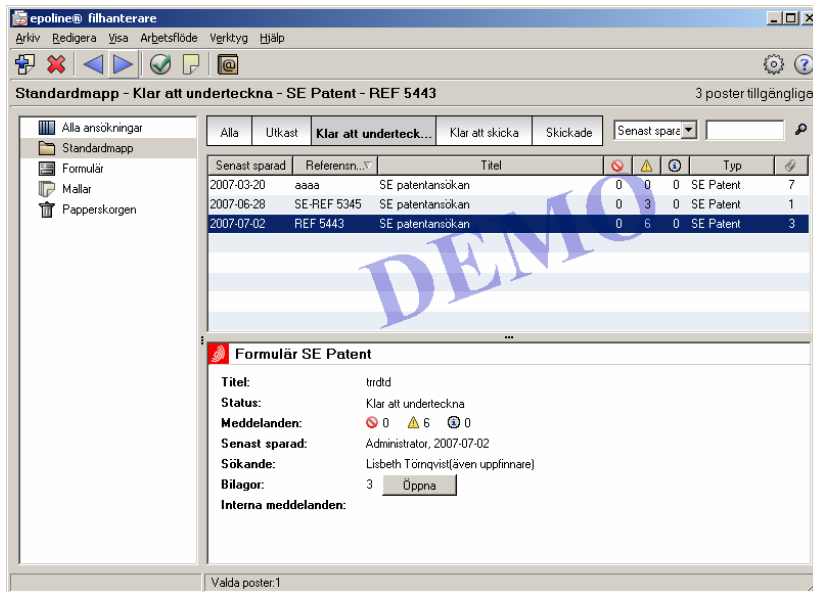 epoline® filhanterare
Arkiv Redigera Visa Arbetsflöde Verktyg Hjälp
Standardmapp - Klar att underteckna - SE Patent - REF 5443 3 poster tillgängliga
Alla ansökningar
Standardmapp
Formulär
Mallar
Papperskorgen
Alla Utkast Klar att underteck... Klar att skicka Skickade Senast spara
Senast sparad Referensn... Titel Typ
2007-03-20 aaaa SE patentansökan 0 0 0 SE Patent 7
2007-06-28 SE-REF 5345 SE patentansökan 0 3 0 SE Patent 1
2007-07-02 REF 5443 SE patentansökan 0 6 0 SE Patent 3
DEMO
Formulär SE Patent
Titel: trrdtd
Status: Klar att underteckna
Meddelanden: 0 6 0
Senast sparad: Administrator, 2007-07-02
Sökande: Lisbeth Törnqvist(även uppfinnare)
Bilagor: 3 Öppna
Interna meddelanden:
Valda poster:1